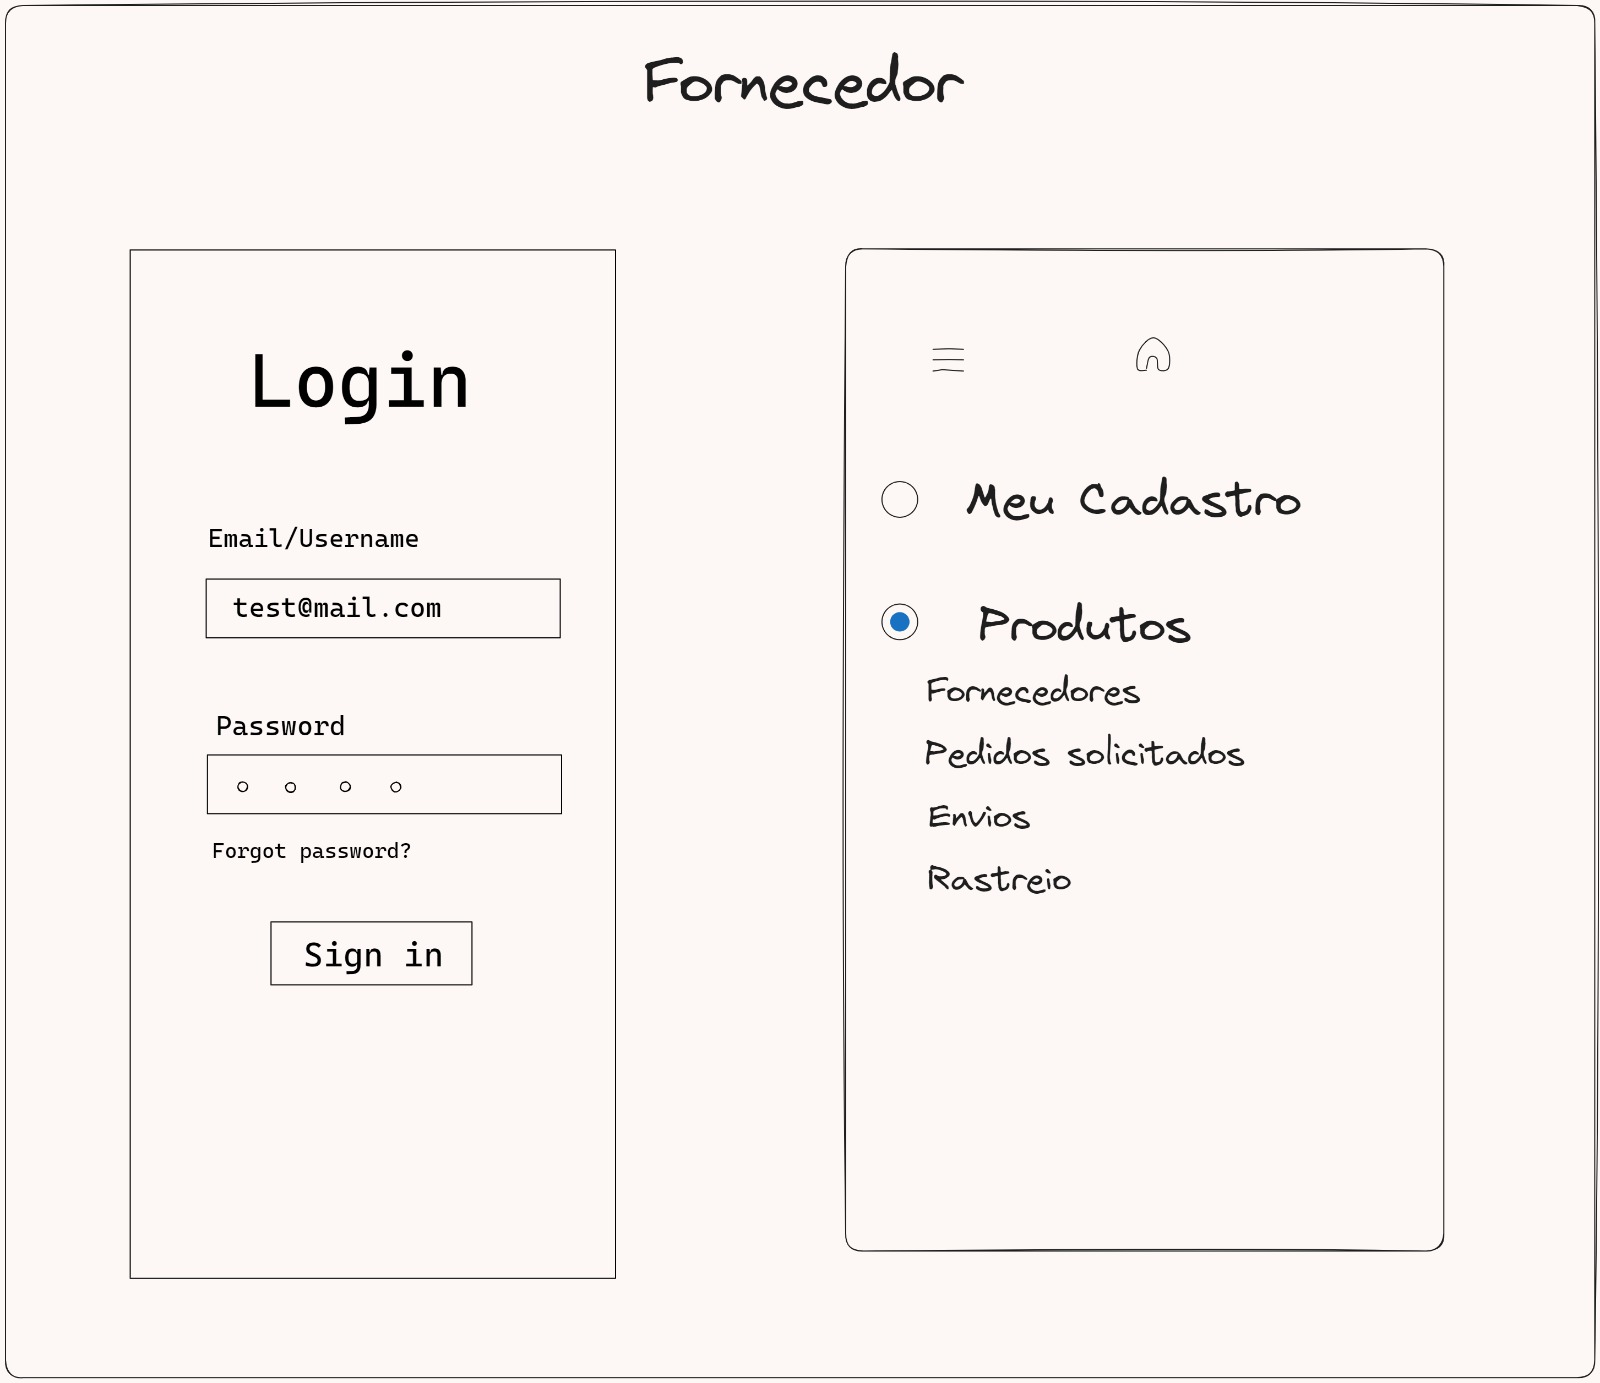 Fornecedor
Login
Email/Username
test@mail.com
Password
Forgot password?
Sign in
Meu Cadastro
Produtos
Fornecedores
Pedidos solicitados
Envios
Rastreio